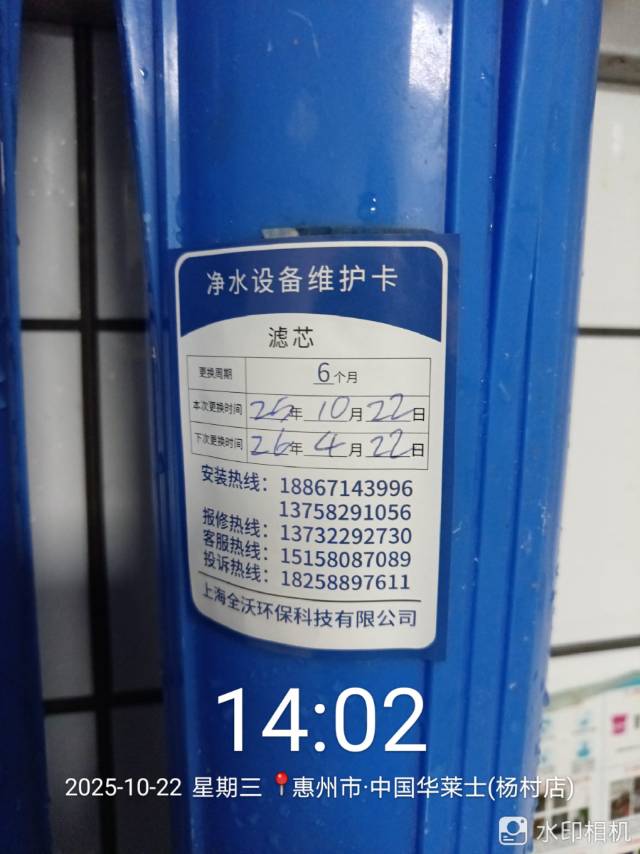 净水设备维护卡
滤芯
更换周期 6个月
本次更换时间 25年10月22日
下次更换时间 26年4月22日
安装热线：18867143996
13758291056
报修热线：13732292730
客服热线：15158087089
投诉热线：18258897611
上海全沃环保科技有限公司
14:02
2025-10-22 星期三 惠州市·中国华莱士(杨村店)
水印相机